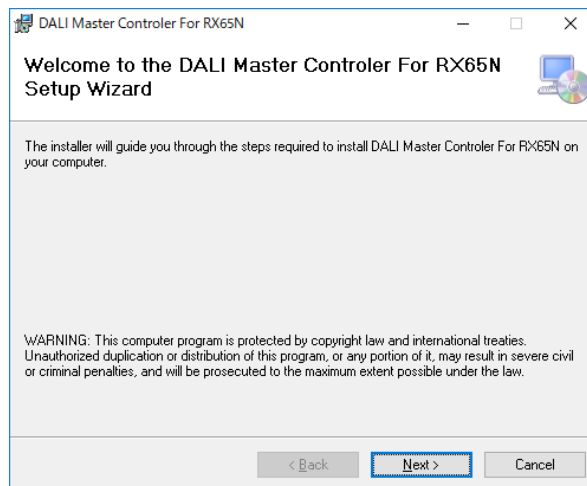 DALI Master Controler For RX65N
Welcome to the DALI Master Controler For RX65N
Setup Wizard
The installer will guide you through the steps required to install DALI Master Controler For RX65N on
your computer.
WARNING: This computer program is protected by copyright law and international treaties.
Unauthorized duplication or distribution of this program, or any portion of it, may result in severe civil
or criminal penalties, and will be prosecuted to the maximum extent possible under the law.
< Back
Next >
Cancel